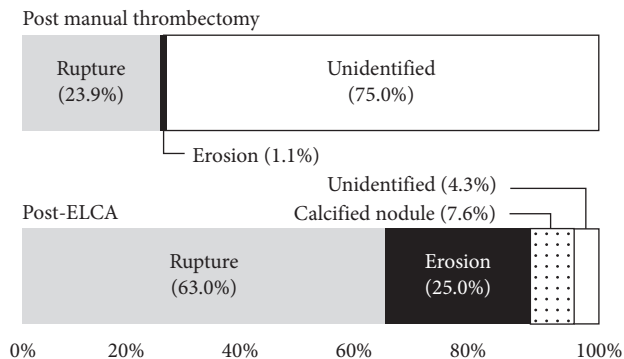 Post manual thrombectomy
Rupture
(23.9%)
Unidentified
(75.0%)
Erosion (1.1%)
Unidentified (4.3%)
Post-ELCA
Calcified nodule (7.6%)
Rupture
(63.0%)
Erosion
(25.0%)
0% 20% 40% 60% 80% 100%